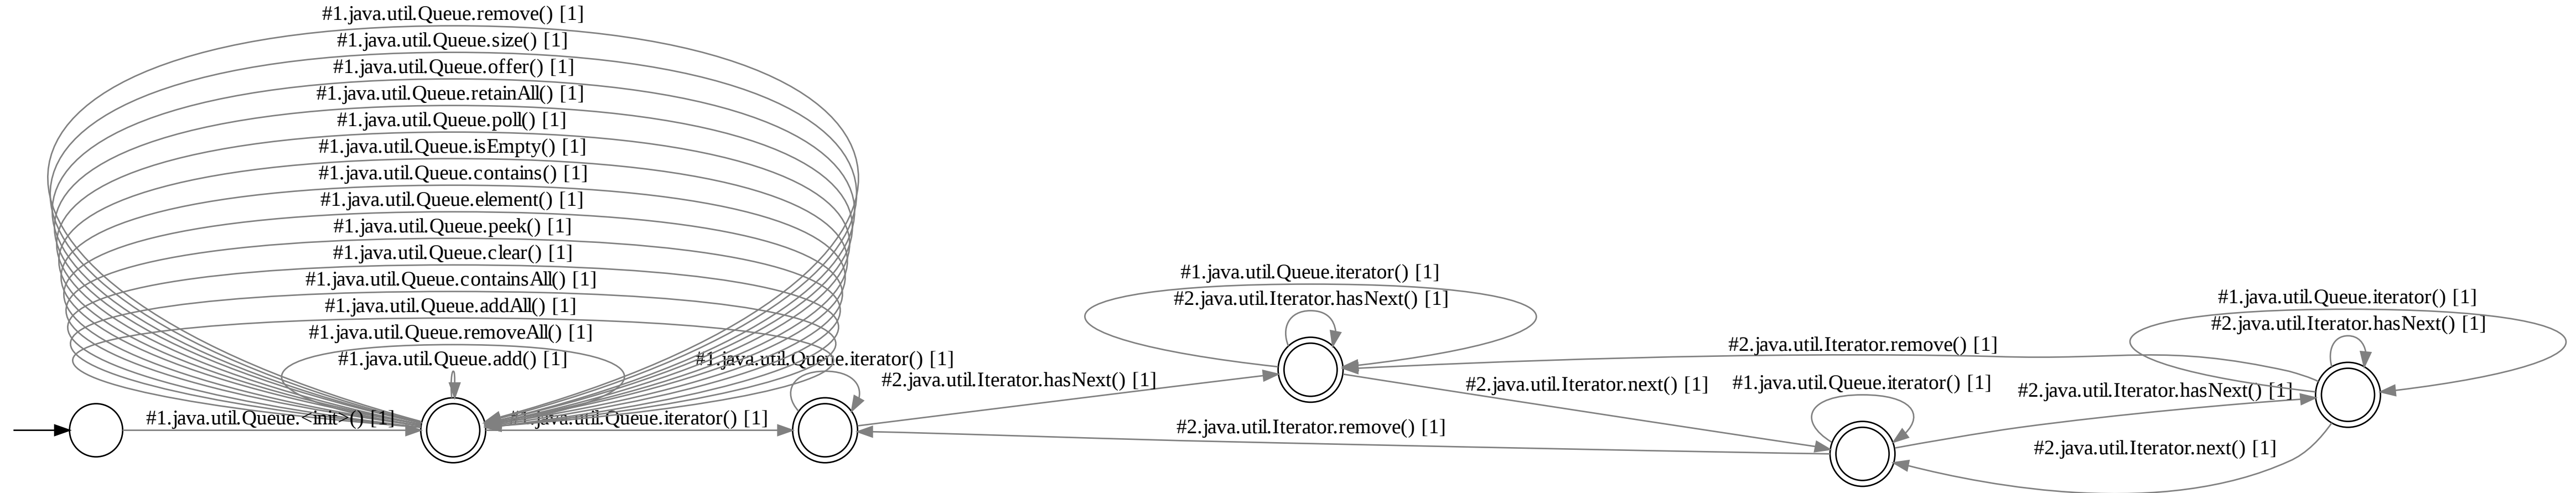 #1.java.util.Queue.remove() [1]
#1.java.util.Queue.size() [1]
#1.java.util.Queue.offer() [1]
#1.java.util.Queue.retainAll() [1]
#1.java.util.Queue.poll() [1]
#1.java.util.Queue.isEmpty() [1]
#1.java.util.Queue.contains() [1]
#1.java.util.Queue.element() [1]
#1.java.util.Queue.peek() [1]
#1.java.util.Queue.clear() [1]
#1.java.util.Queue.containsAll() [1]
#1.java.util.Queue.addAll() [1]
#1.java.util.Queue.removeAll() [1]
#1.java.util.Queue.add() [1]
#1.java.util.Queue.<init>() [1]
#1.java.util.Queue.iterator() [1]
#1.java.util.Queue.iterator() [1]
#2.java.util.Iterator.hasNext() [1]
#1.java.util.Queue.iterator() [1]
#2.java.util.Iterator.hasNext() [1]
#2.java.util.Iterator.remove() [1]
#2.java.util.Iterator.next() [1]
#2.java.util.Iterator.remove() [1]
#1.java.util.Queue.iterator() [1]
#1.java.util.Queue.iterator() [1]
#2.java.util.Iterator.hasNext() [1]
#2.java.util.Iterator.hasNext() [1]
#2.java.util.Iterator.next() [1]